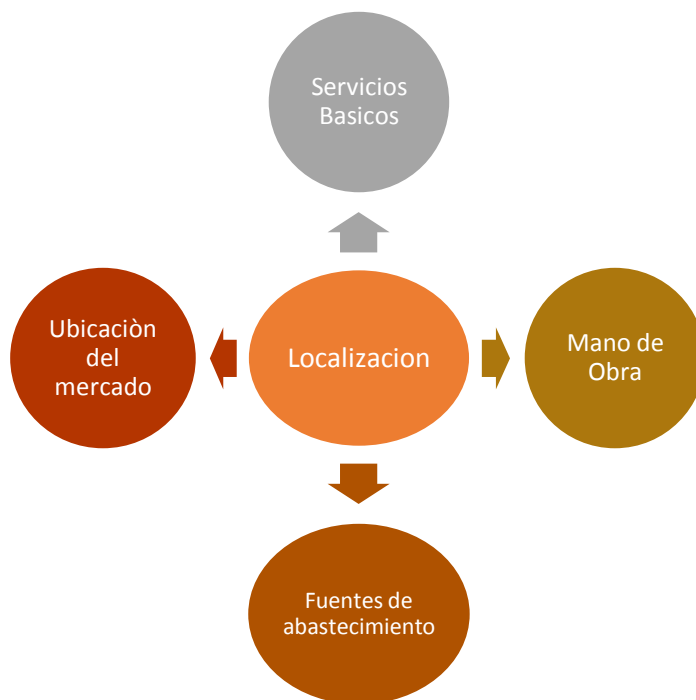 Servicios
Basicos
Ubicaciòn
del
mercado
Localizacion
Mano de
Obra
Fuentes de
abastecimiento